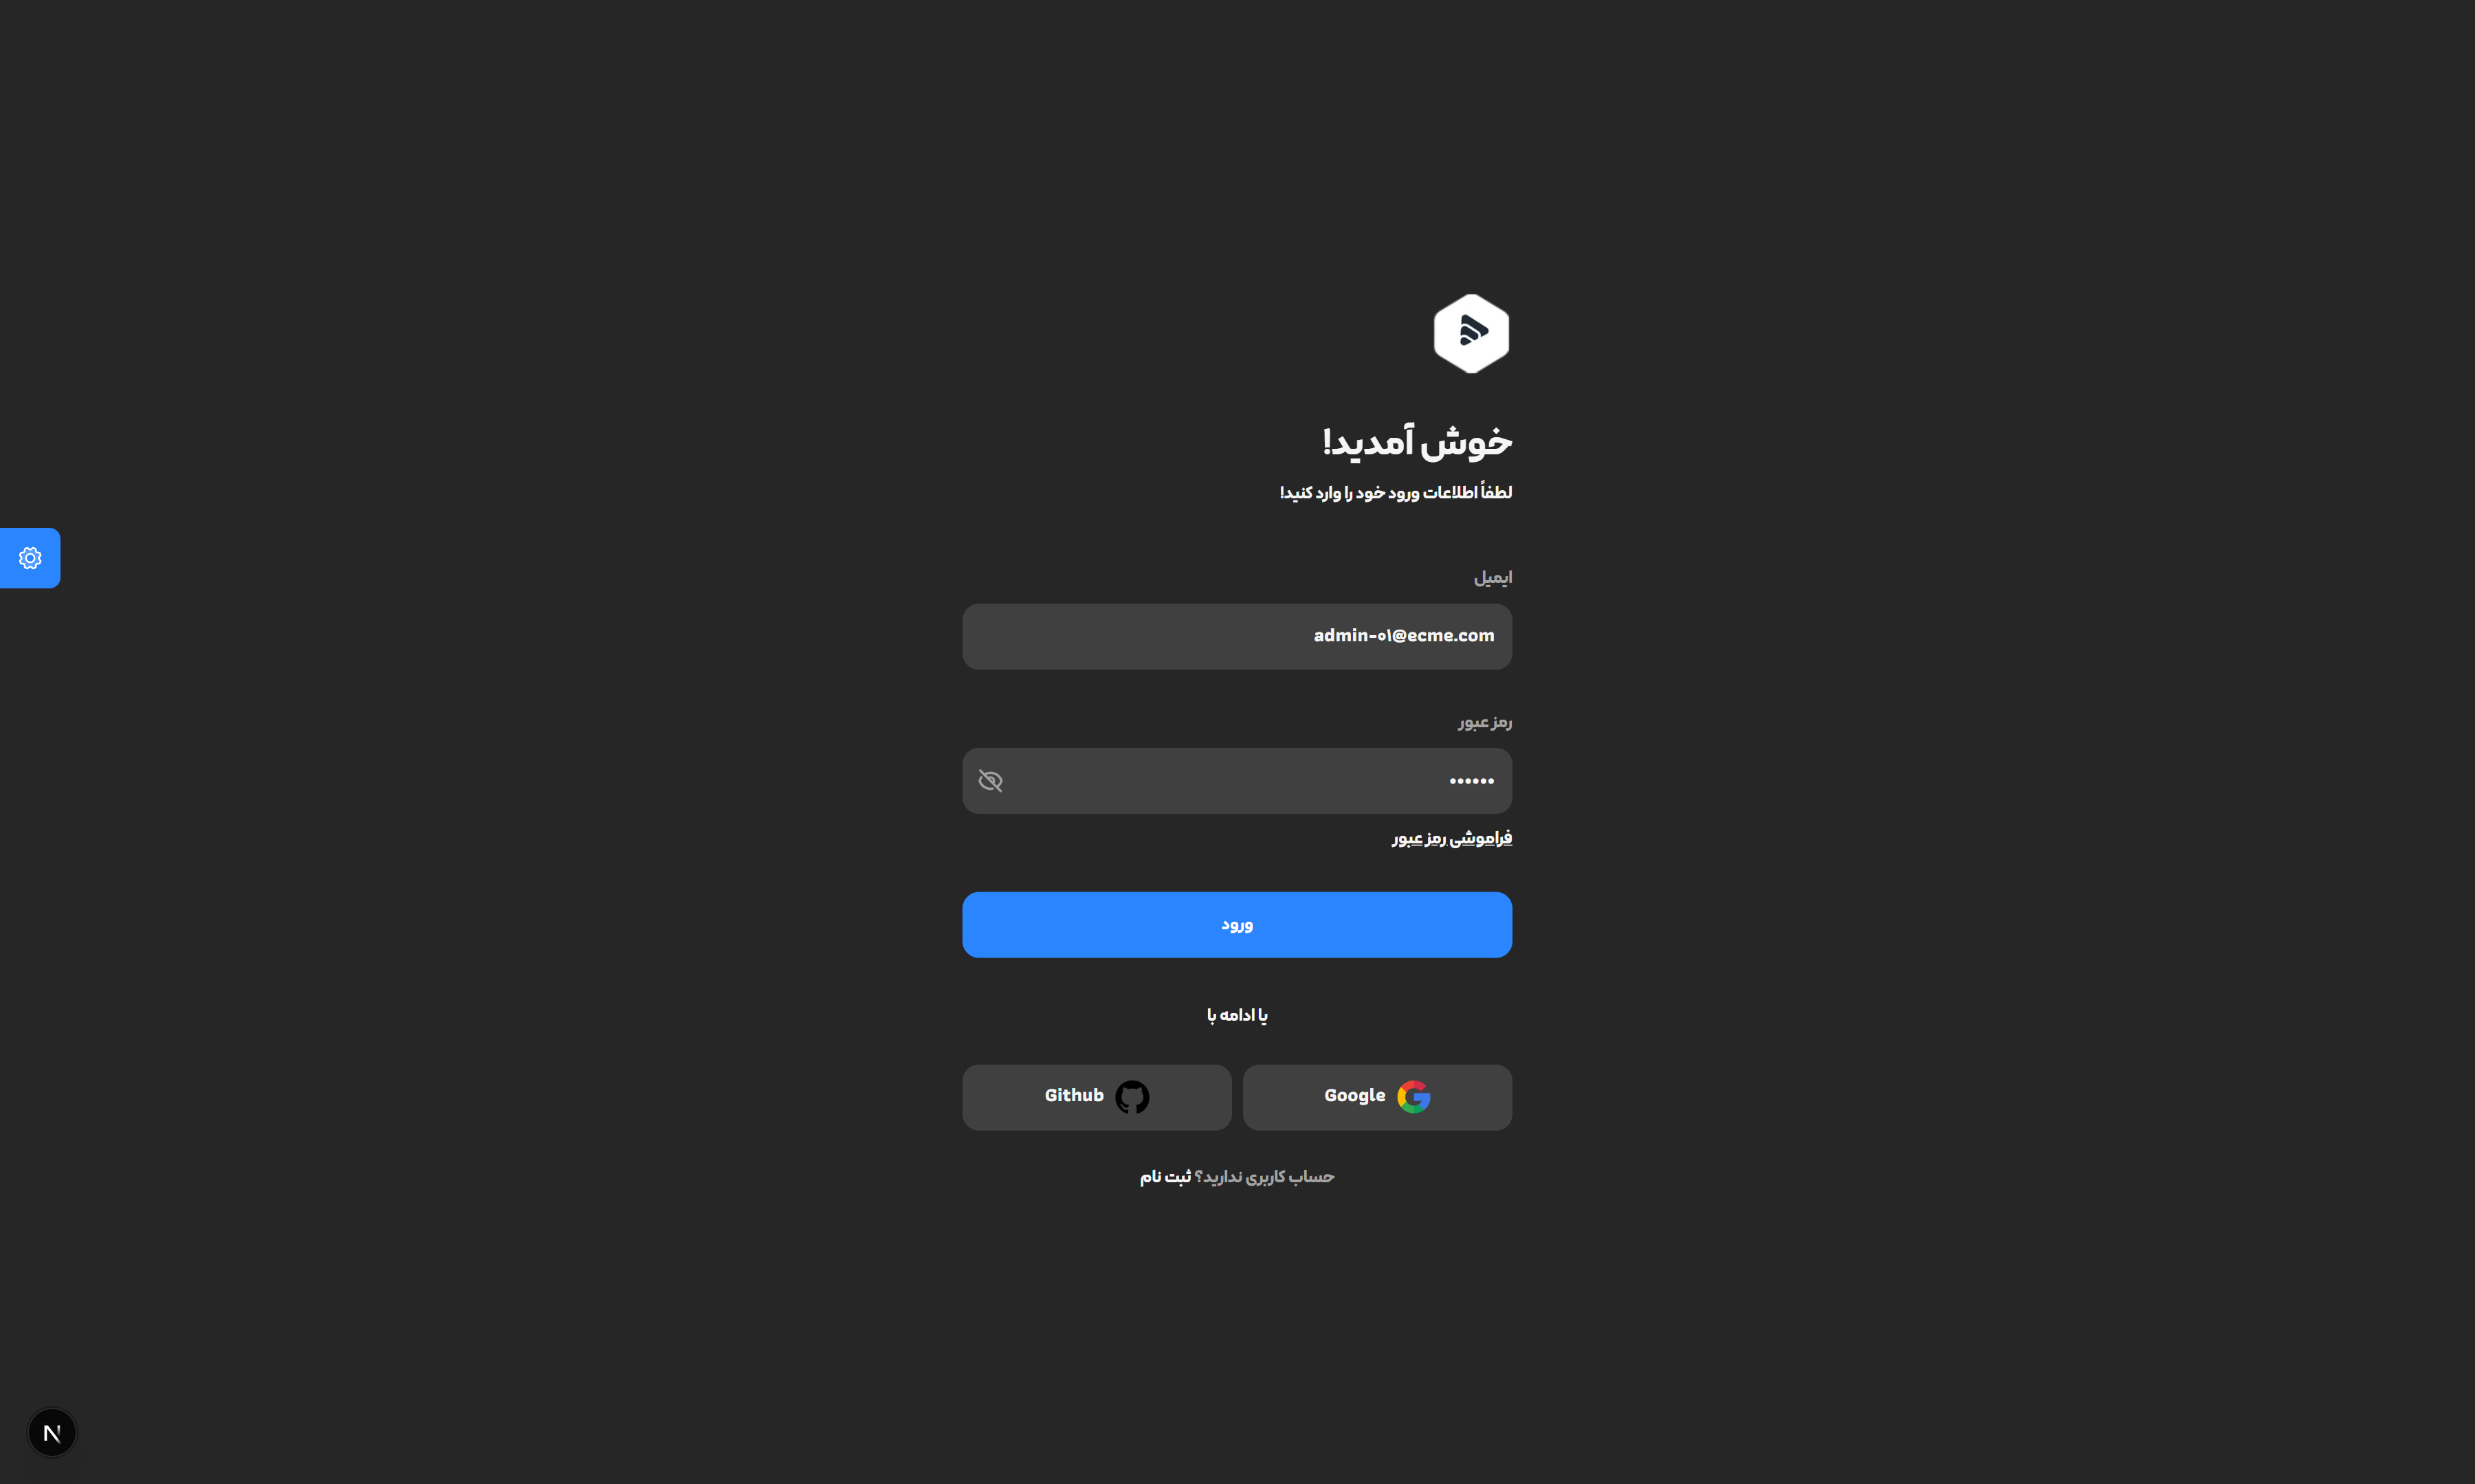 خوش آمدید!
لطفاً اطلاعات ورود خود را وارد کنید!
ایمیل
admin-۰۱@ecme.com
رمز عبور
••••••
فراموشی رمز عبور
ورود
یا ادامه با
Google
Github
حساب کاربری ندارید؟ ثبت نام
N